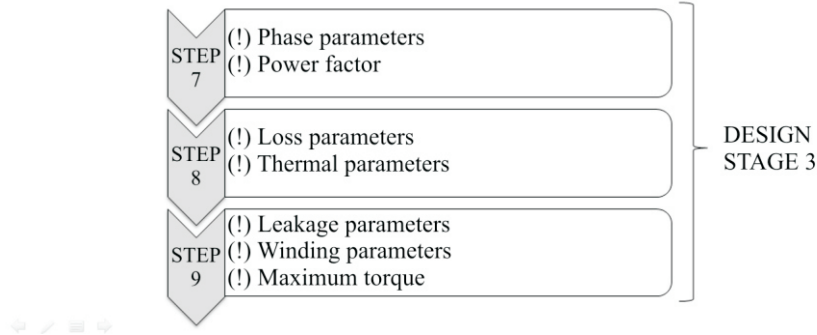 STEP
7
(!) Phase parameters
(!) Power factor
STEP
8
(!) Loss parameters
(!) Thermal parameters
STEP
9
(!) Leakage parameters
(!) Winding parameters
(!) Maximum torque
DESIGN
STAGE 3